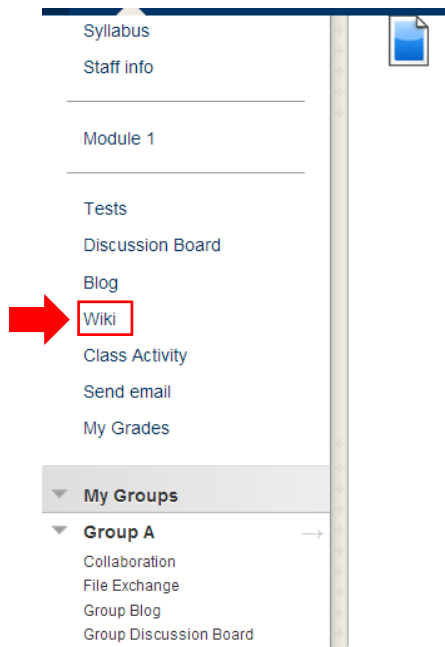 Syllabus
Staff info
Module 1
Tests
Discussion Board
Blog
Wiki
Class Activity
Send email
My Grades
My Groups
Group A
Collaboration
File Exchange
Group Blog
Group Discussion Board